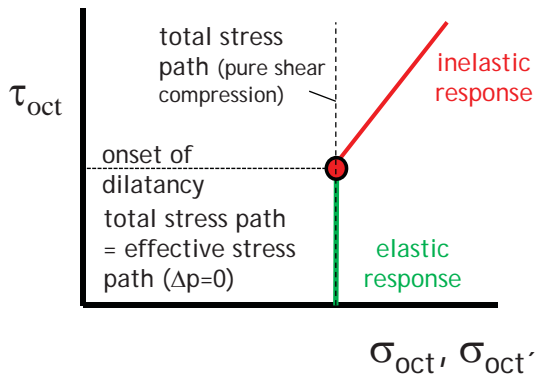 total stress
path (pure shear
compression)
inelastic
response
τoct
onset of
dilatancy
total stress path
= effective stress
path (Δp=0)
elastic
response
σoct, σoct´